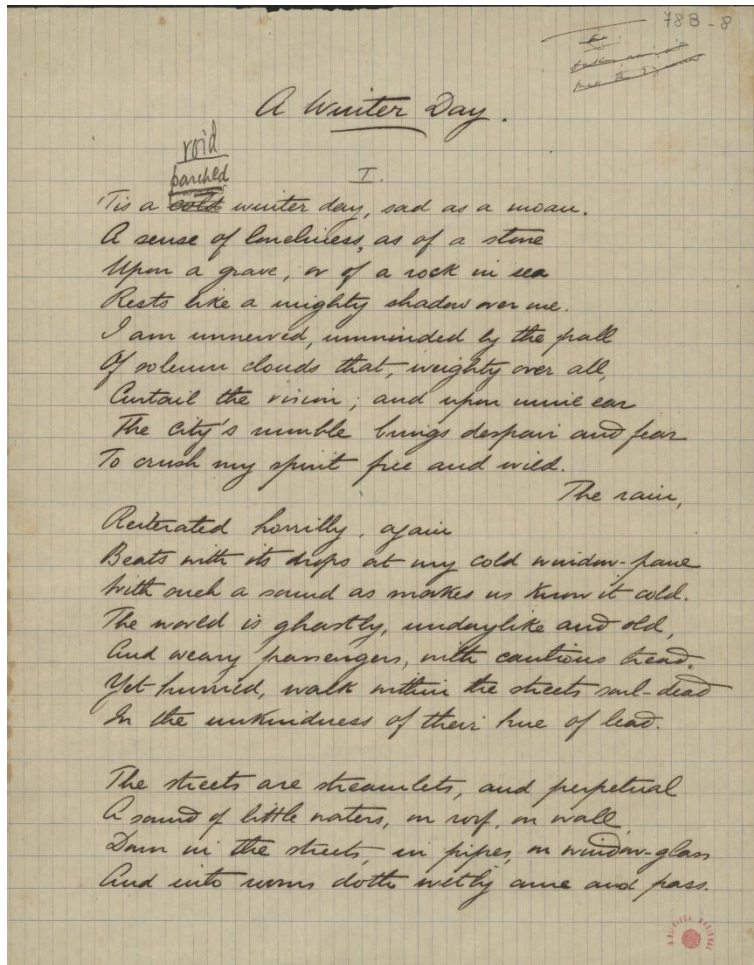 78B-8
A Winter Day.
void
parched
I.
'Tis a cold winter day, sad as a moan.
A sense of loneliness, as of a stone
Upon a grave, or of a rock in sea
Rests like a mighty shadow over me.
I am unnerved, unminded by the pall
Of solemn clouds that, weighty over all,
Curtail the vision; and upon mine ear
The city's rumble brings despair and fear
To crush my spirit free and wild.
The rain,
Reiterated horribly, again
Beats with its drops at my cold window-pane
With such a sound as makes us know it cold.
The world is ghastly, undaylike and old,
And weary passengers, with cautious tread,
Yet hurried, walk within the streets soul-dead
In the unkindness of their hue of lead.
The streets are streamlets, and perpetual
A sound of little waters, on roof, on wall,
Down in the streets, in pipes, on window-glass
And into rooms doth wetly come and pass.